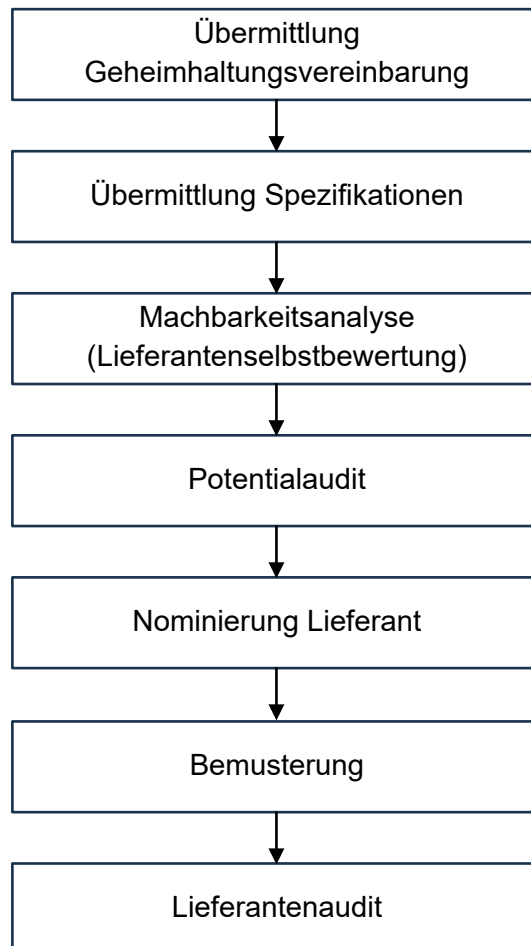 Übermittlung
Geheimhaltungsvereinbarung
Übermittlung Spezifikationen
Machbarkeitsanalyse
(Lieferantenselbstbewertung)
Potentialaudit
Nominierung Lieferant
Bemusterung
Lieferantenaudit